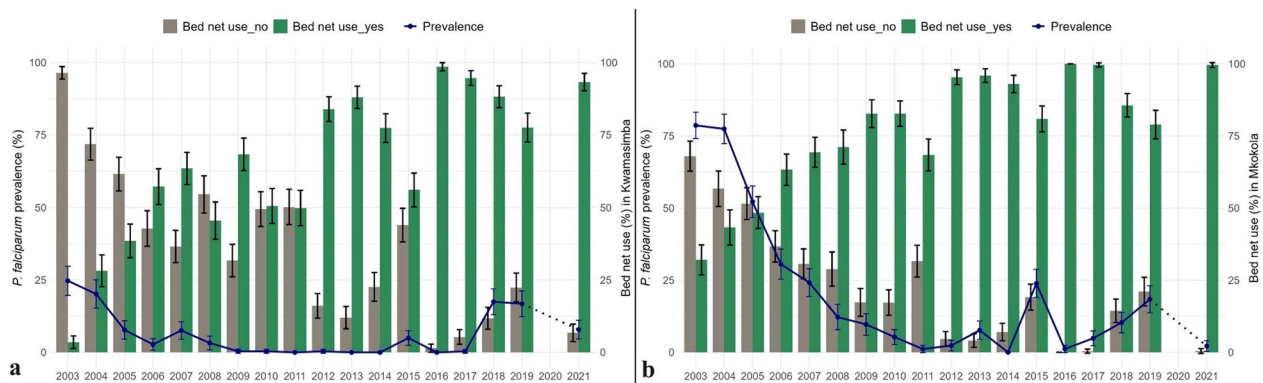 Bed net use_no Bed net use_yes Prevalence
P. falciparum prevalence (%)
100
75
50
25
0
100
75
50
25
0
Bed net use (%) in Kwamasimba
2003 2004 2005 2006 2007 2008 2009 2010 2011 2012 2013 2014 2015 2016 2017 2018 2019 2020 2021
a
Bed net use_no Bed net use_yes Prevalence
P. falciparum prevalence (%)
100
75
50
25
0
100
75
50
25
0
Bed net use (%) in Mkokola
2003 2004 2005 2006 2007 2008 2009 2010 2011 2012 2013 2014 2015 2016 2017 2018 2019 2020 2021
b